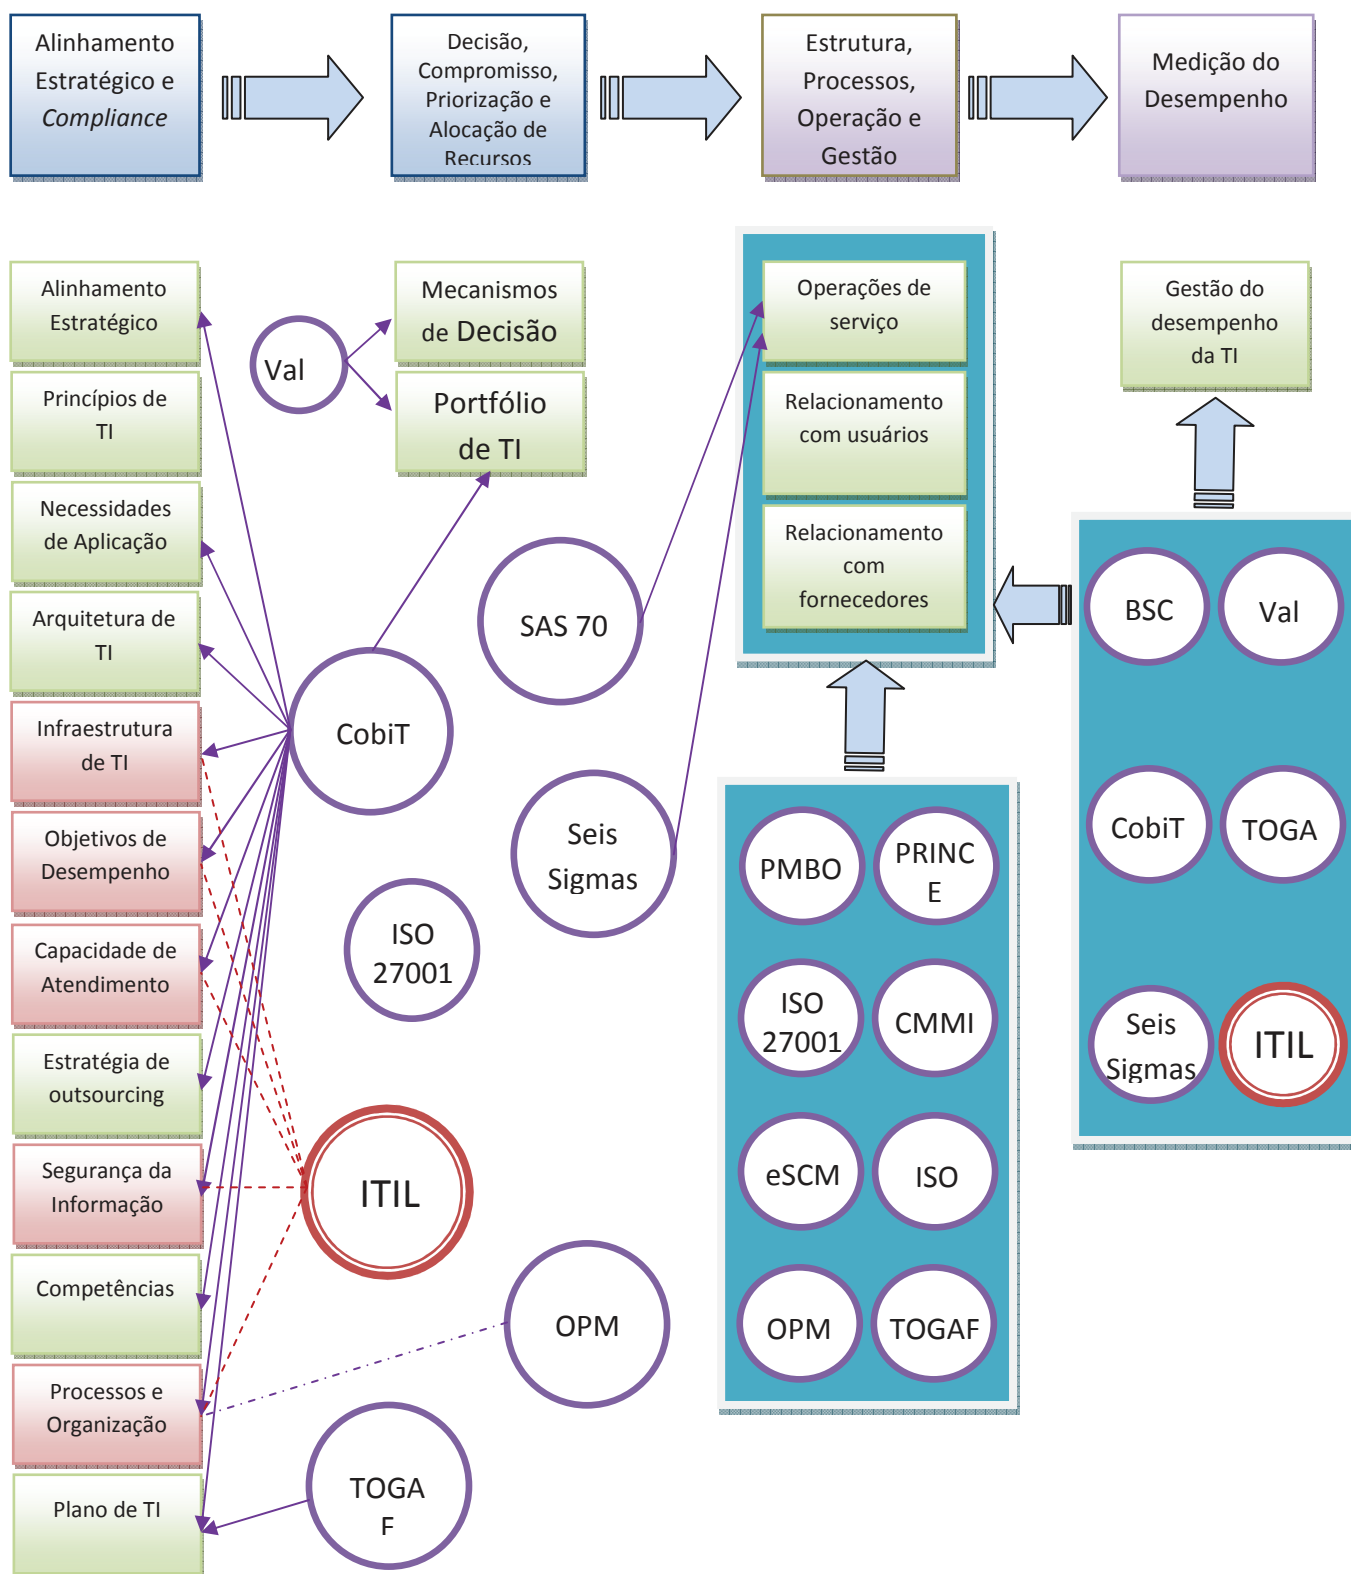 Alinhamento
Estratégico e
Compliance
Decisão,
Compromisso,
Priorização e
Alocação de
Recursos
Estrutura,
Processos,
Operação e
Gestão
Medição do
Desempenho
Alinhamento
Estratégico
Princípios de
TI
Necessidades
de Aplicação
Arquitetura de
TI
Infraestrutura
de TI
Objetivos de
Desempenho
Capacidade de
Atendimento
Estratégia de
outsourcing
Segurança da
Informação
Competências
Processos e
Organização
Plano de TI
Val
Mecanismos
de Decisão
Portfólio
de TI
CobiT
SAS 70
Seis
Sigmas
ISO
27001
ITIL
OPM
TOGA
F
Operações de
serviço
Relacionamento
com usuários
Relacionamento
com
fornecedores
PMBO
PRINC
E
ISO
27001
CMMI
eSCM
ISO
OPM
TOGAF
Gestão do
desempenho
da TI
BSC
Val
CobiT
TOGA
Seis
Sigmas
ITIL